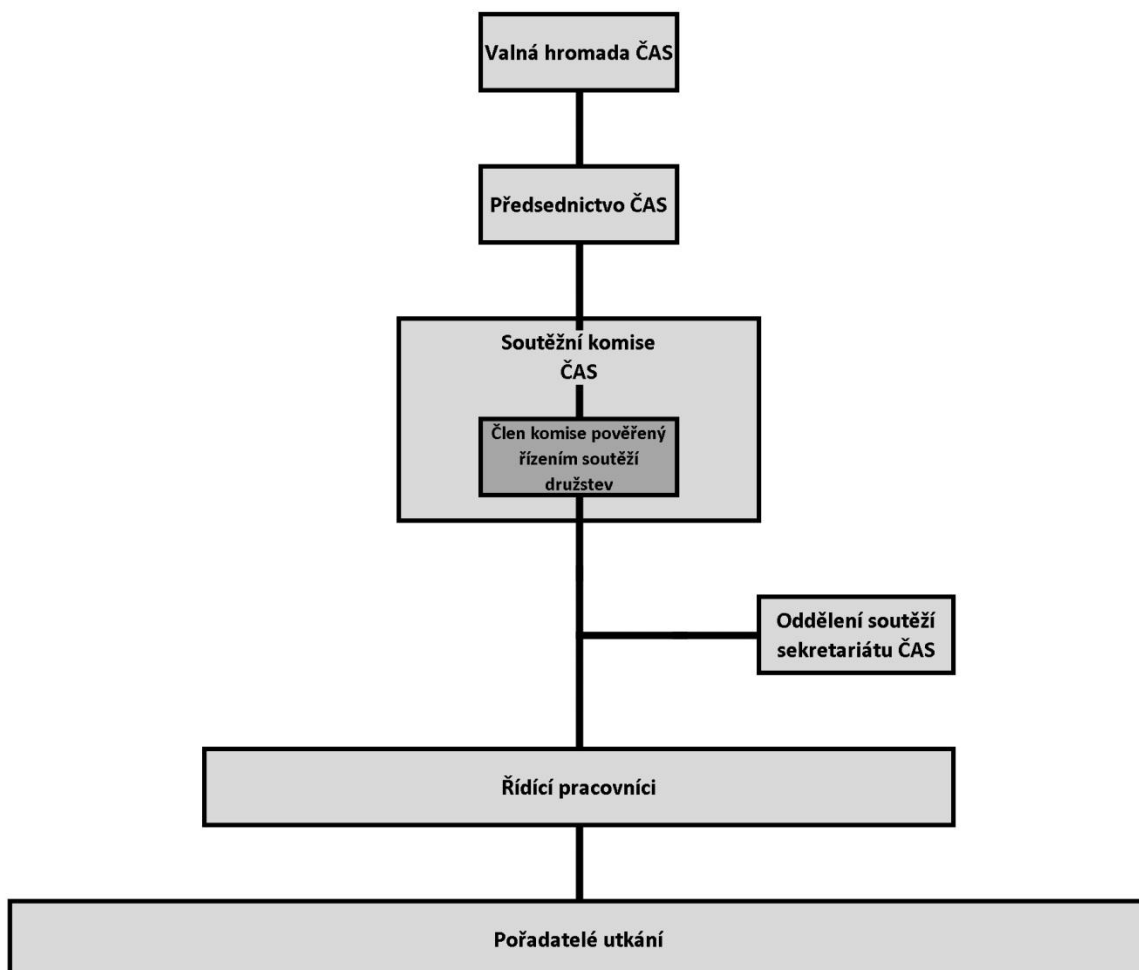 Valná hromada ČAS
Předsednictvo ČAS
Soutěžní komise
ČAS
Člen komise pověřený
řízením soutěží
družstev
Oddělení soutěží
sekretariátu ČAS
Řídící pracovníci
Pořadatelé utkání